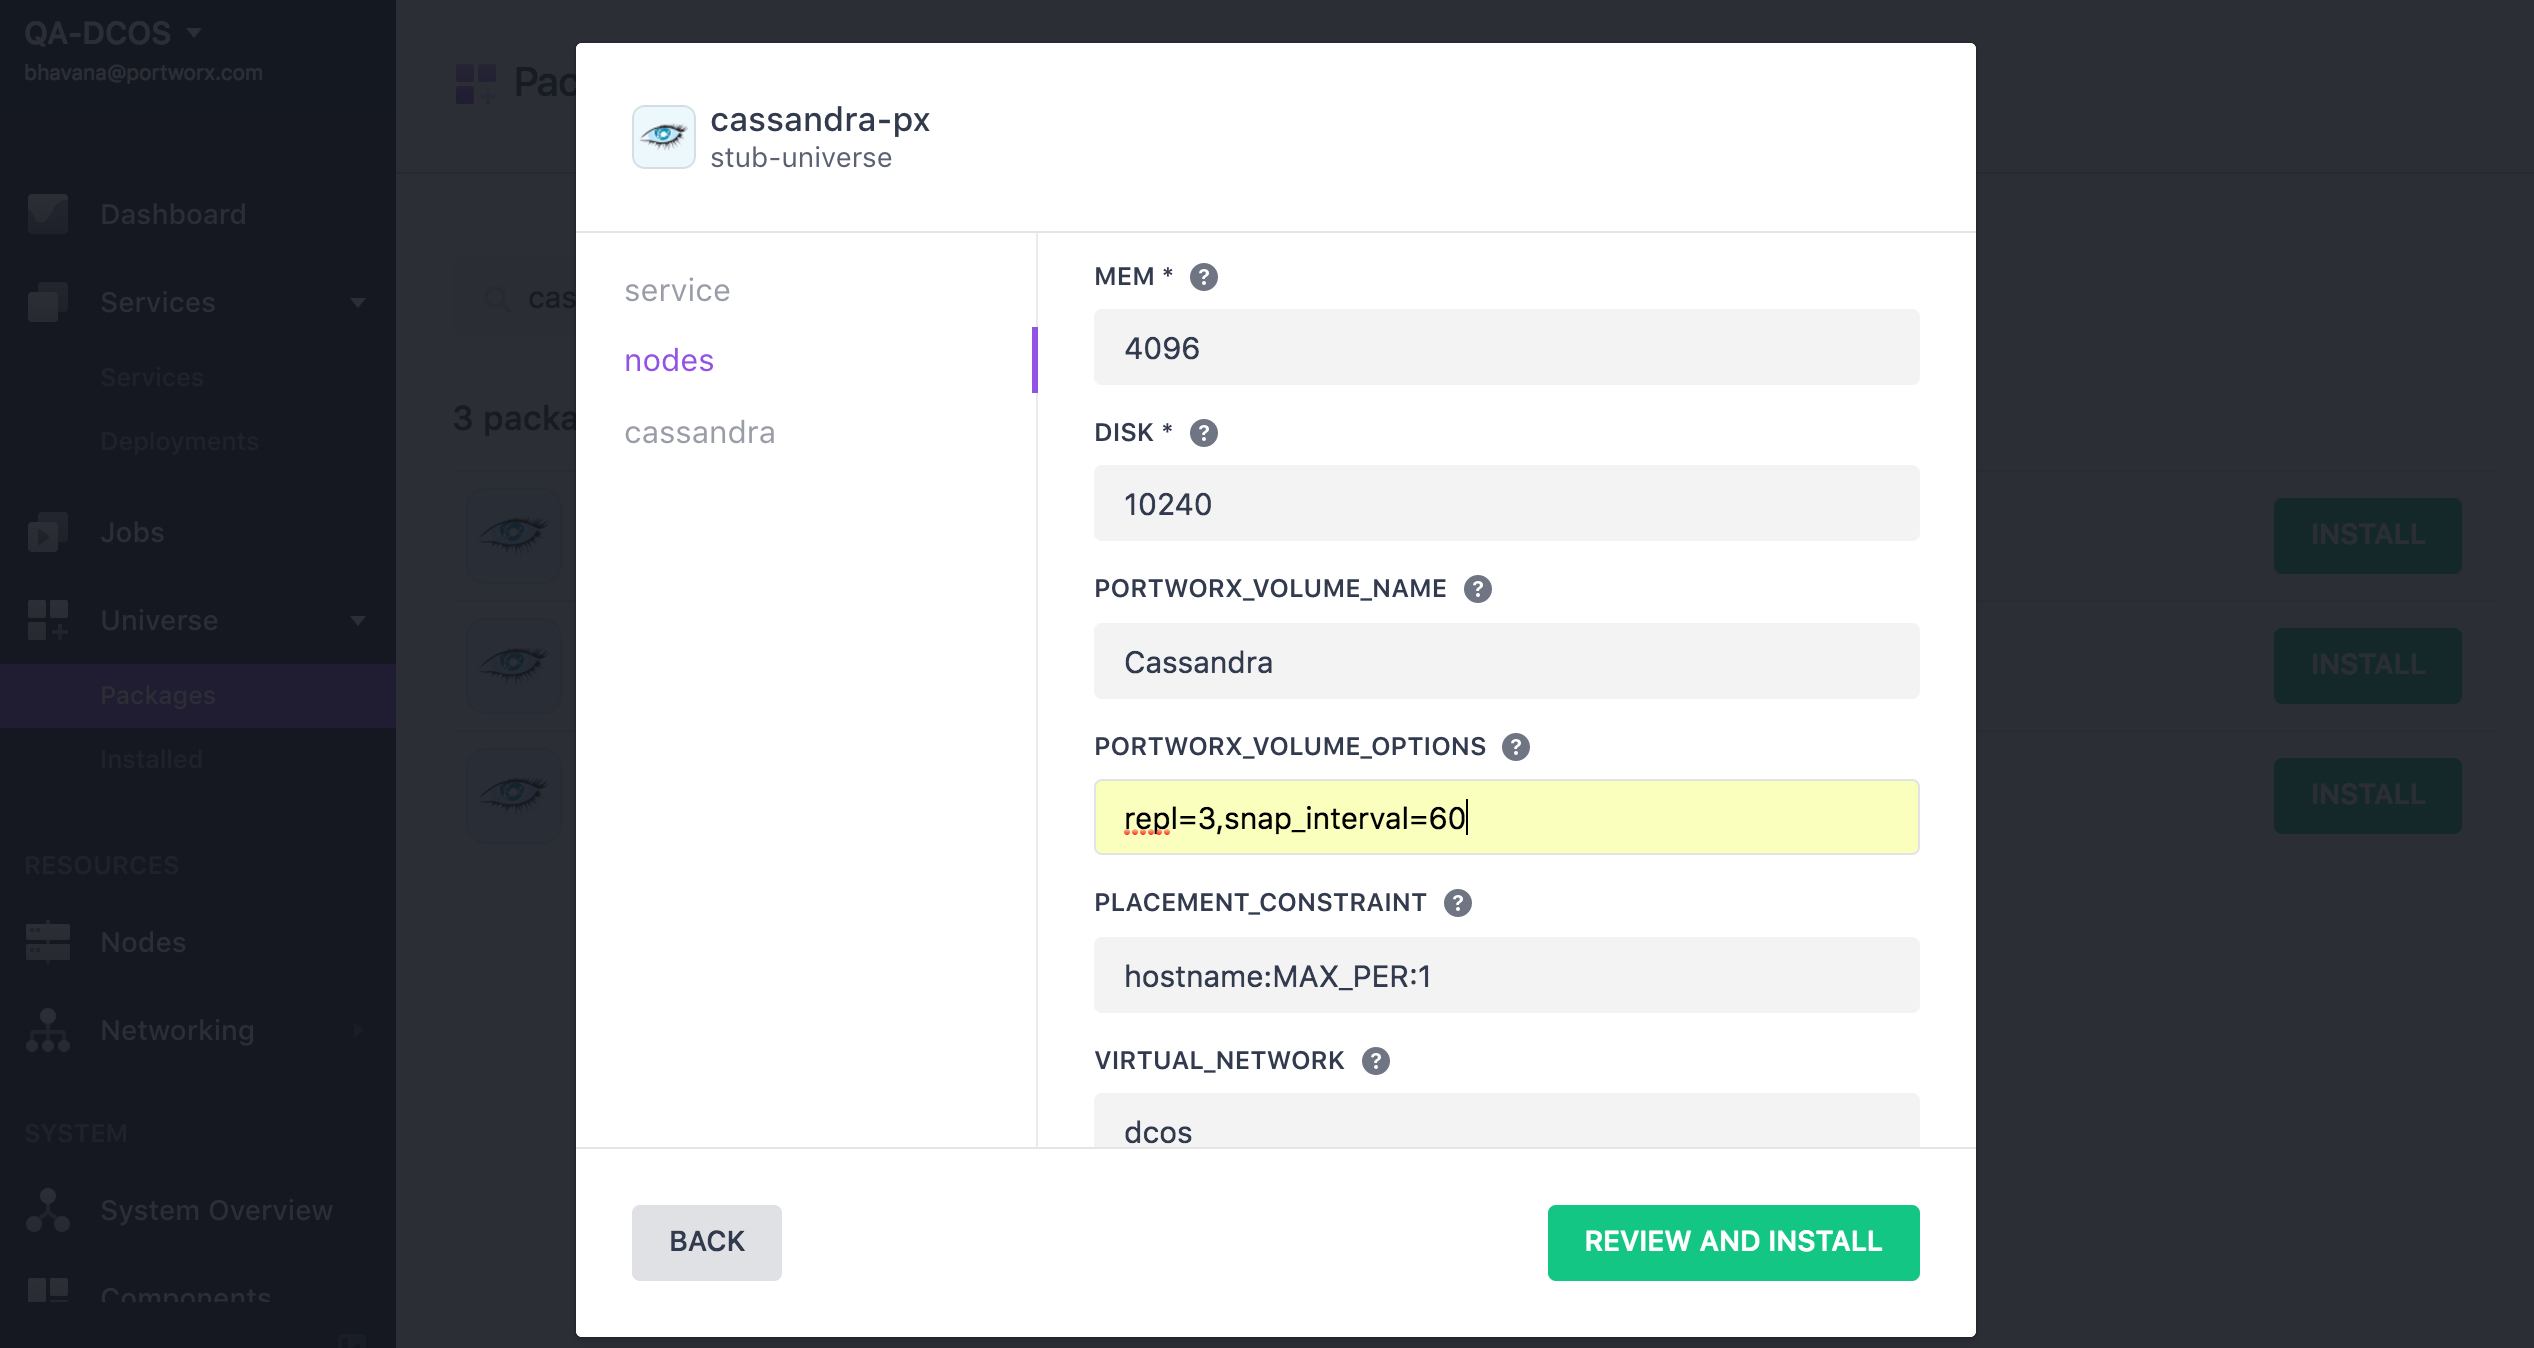 QA-DCOS
bhavana@portworx.com
Dashboard
Services
Services
Deployments
Jobs
Universe
Packages
Installed
RESOURCES
Nodes
Networking
SYSTEM
System Overview
Components
Pac
cas
3 packa
INSTALL
INSTALL
INSTALL
cassandra-px
stub-universe
service
nodes
cassandra
MEM * ?
4096
DISK * ?
10240
PORTWORX_VOLUME_NAME ?
Cassandra
PORTWORX_VOLUME_OPTIONS ?
repl=3,snap_interval=60
PLACEMENT_CONSTRAINT ?
hostname:MAX_PER:1
VIRTUAL_NETWORK ?
dcos
BACK
REVIEW AND INSTALL